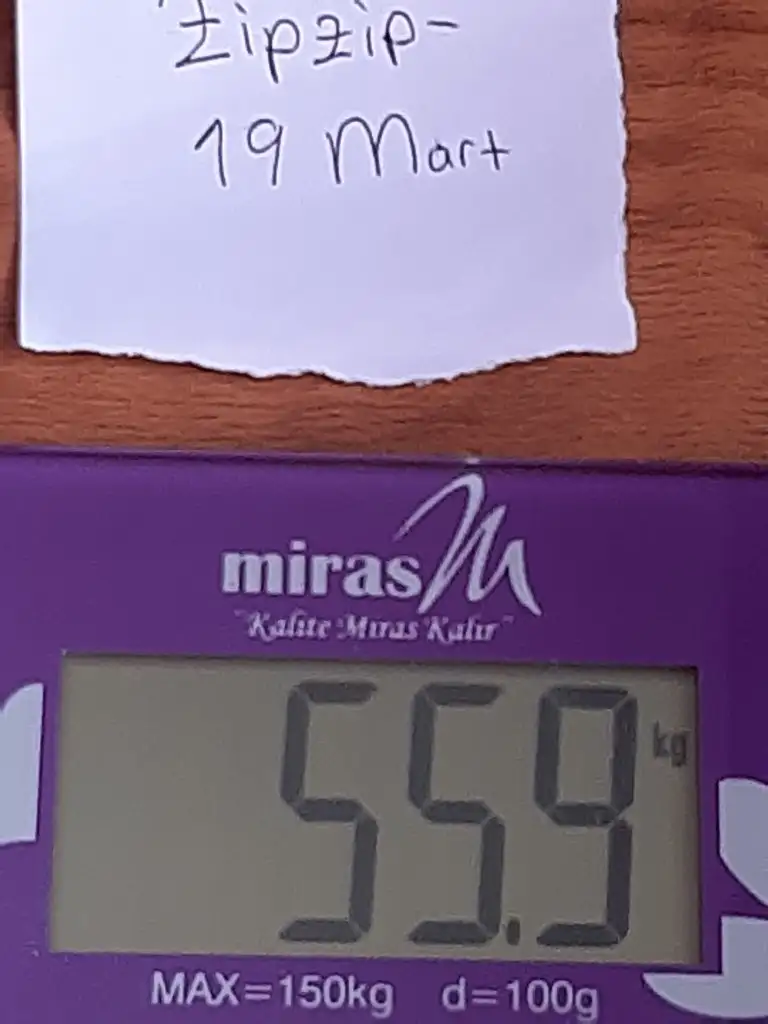 zipzip-
19 Mart
miras
"Kalite Miras Kalır"
55.9 kg
MAX=150kg d=100g